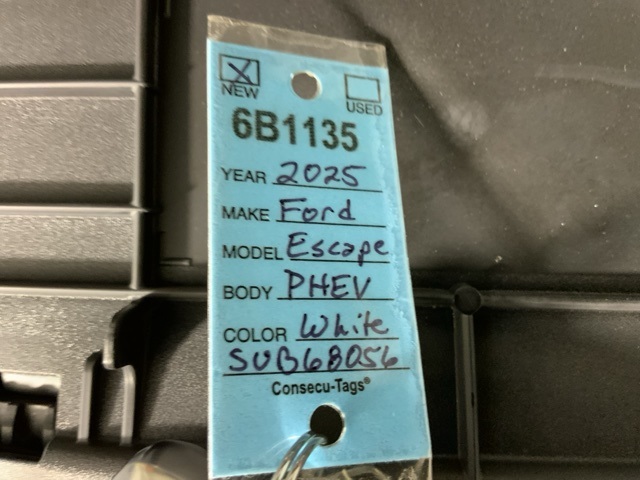 NEW USED
6B1135
YEAR 2025
MAKE Ford
MODEL Escape
BODY PHEV
COLOR White
SUB68056
Consecu-Tags®